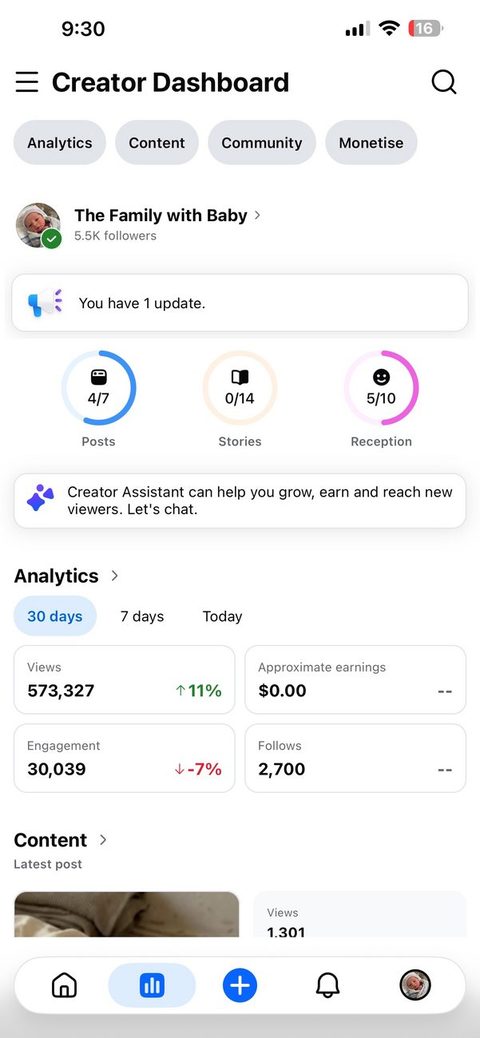 9:30
16
Creator Dashboard
Analytics
Content
Community
Monetise
The Family with Baby
5.5K followers
You have 1 update.
4/7
0/14
5/10
Posts
Stories
Reception
Creator Assistant can help you grow, earn and reach new
viewers. Let's chat.
Analytics
30 days
7 days
Today
Views
573,327
↑11%
Approximate earnings
$0.00
--
Engagement
30,039
↓-7%
Follows
2,700
--
Content
Latest post
Views
1,301